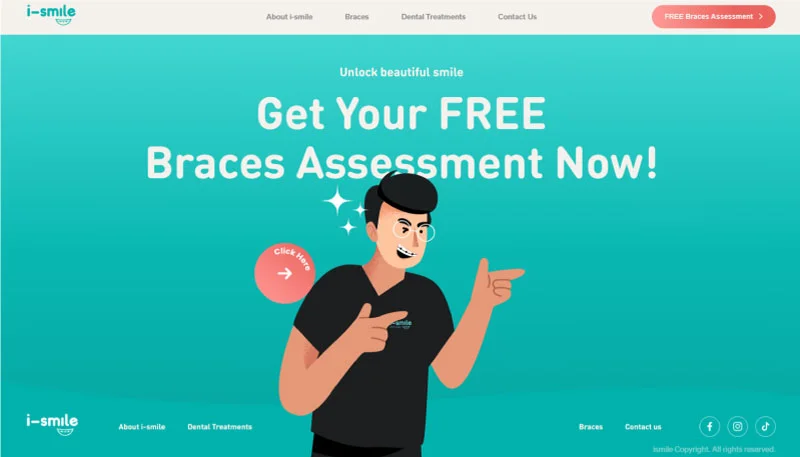 i-smile
About i-smile
Braces
Dental Treatments
Contact Us
FREE Braces Assessment
Unlock beautiful smile
Get Your FREE
Braces Assessment Now!
Click Here
i-smile
i-smile
About i-smile
Dental Treatments
Braces
Contact us
ismile Copyright. All rights reserved.